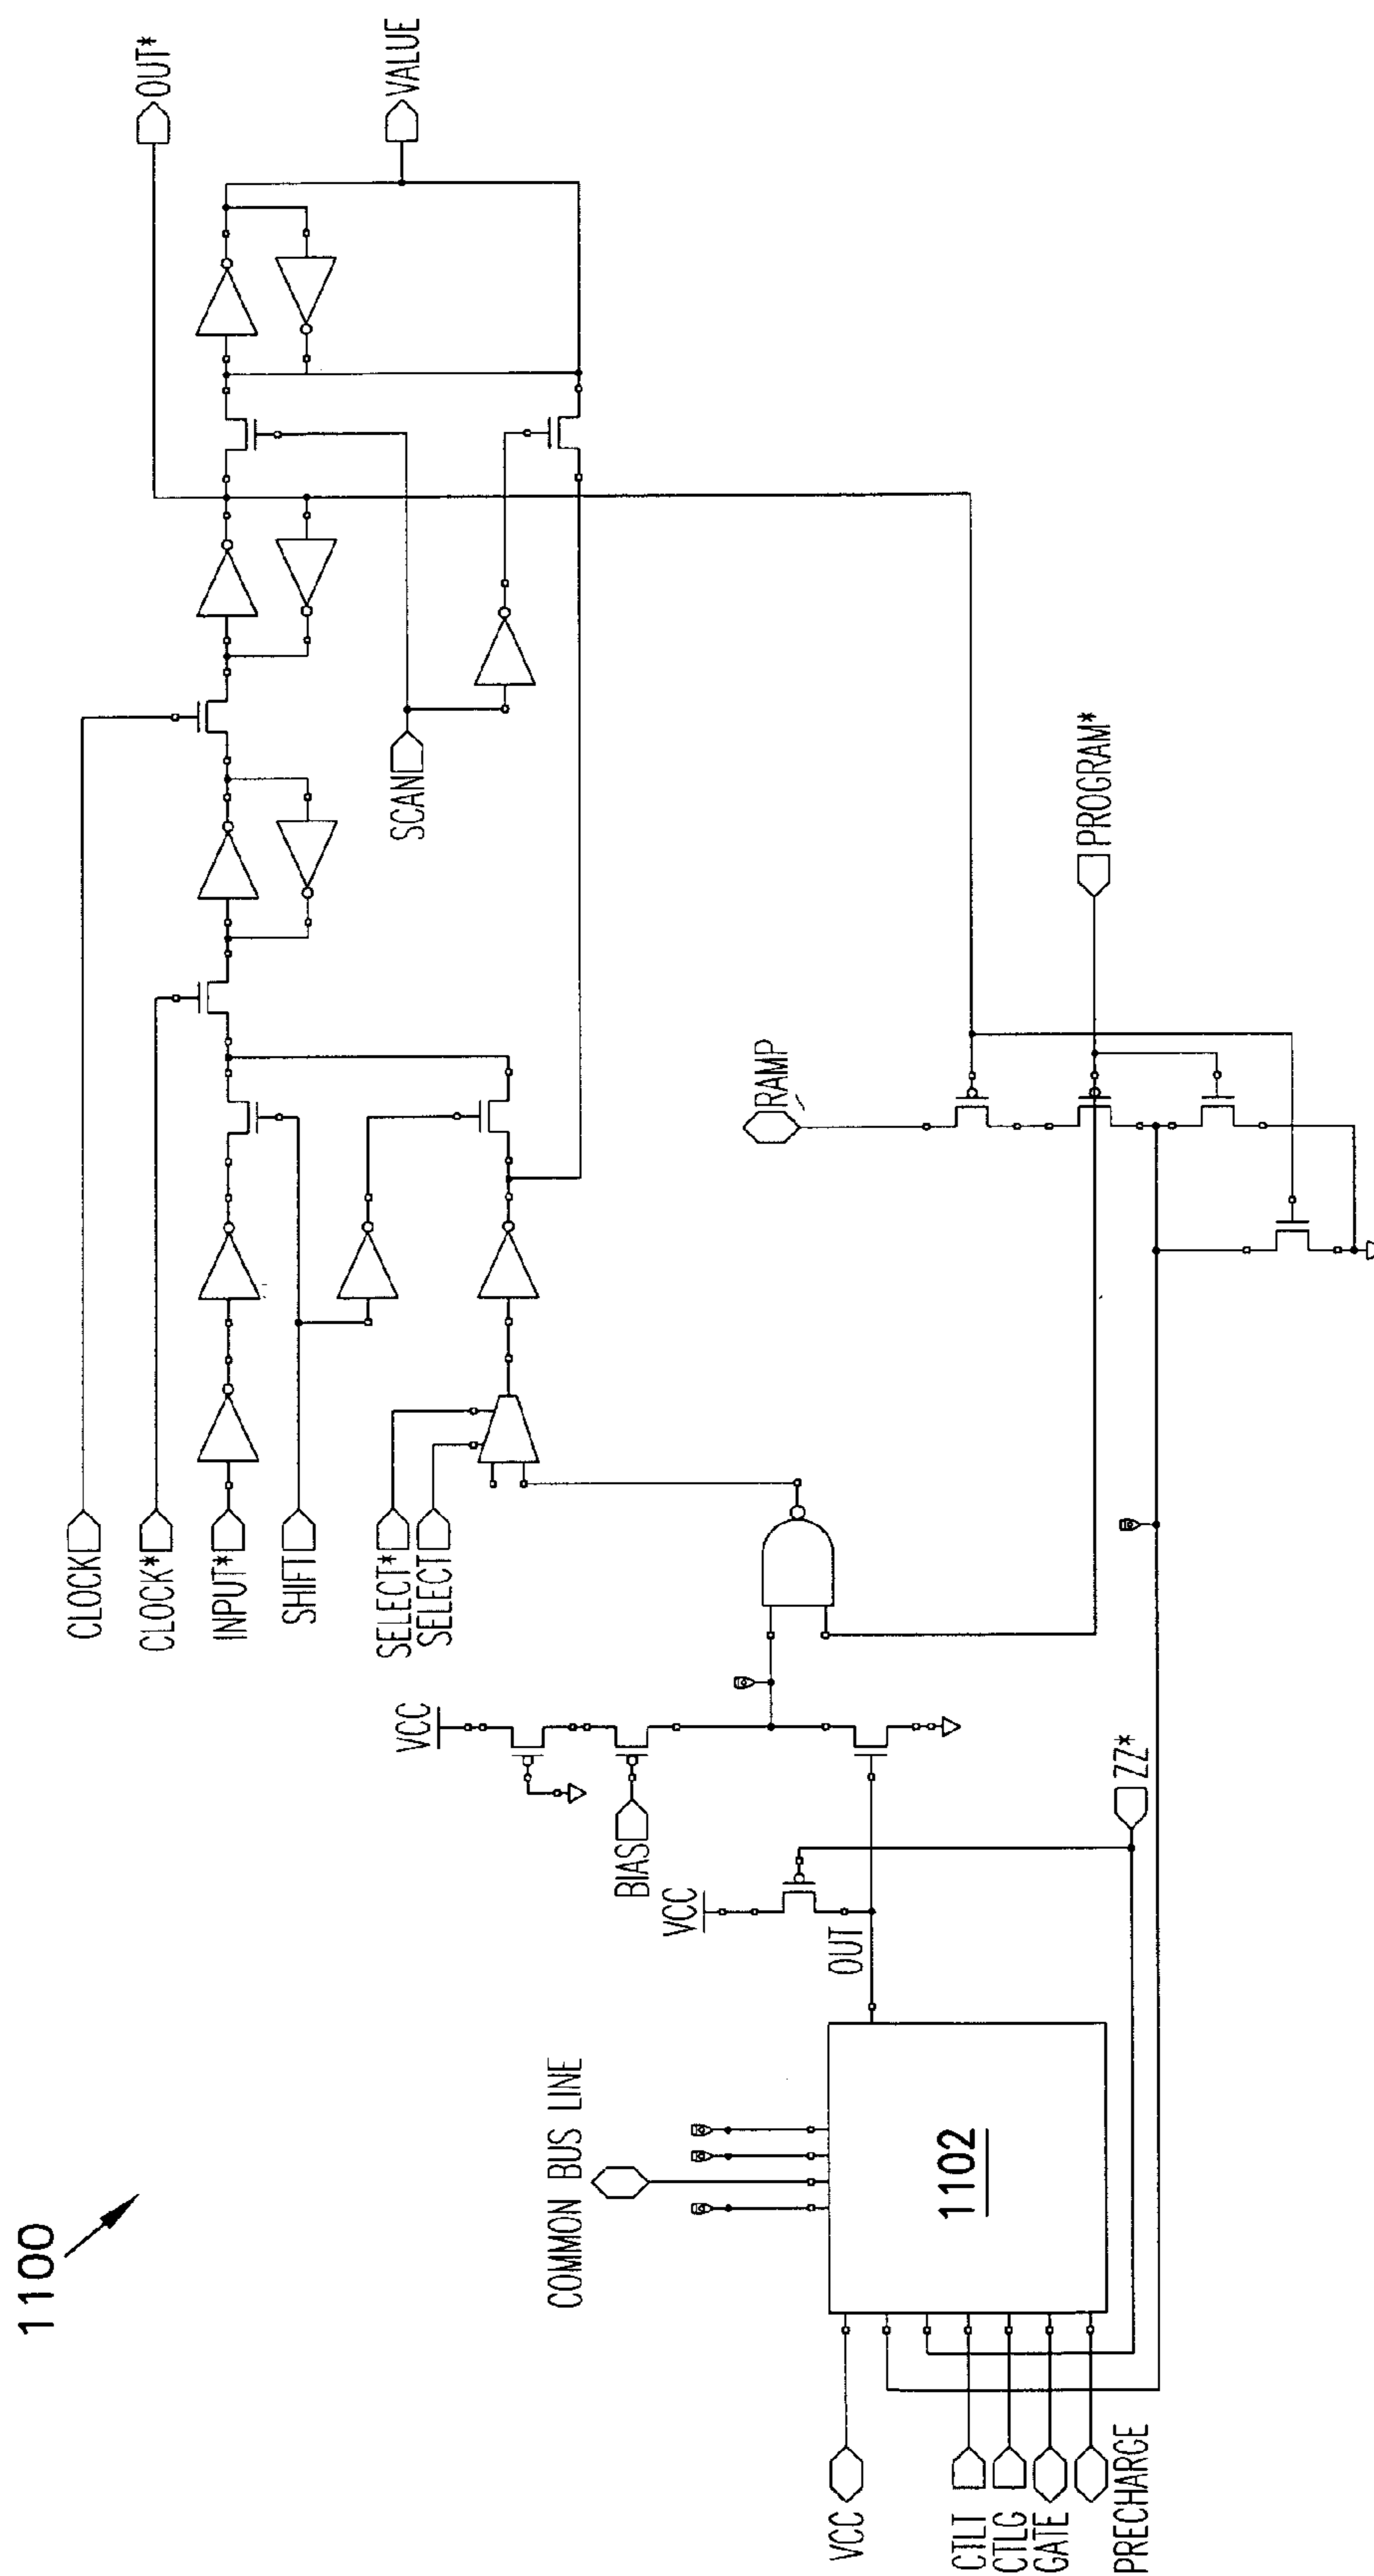 1100
CLOCK
CLOCK*
INPUT*
SHIFT
SELECT*
SELECT
OUT*
VALUE
SCAN
VCC
BIAS
VCC
OUT
ZZ*
RAMP
PROGRAM*
COMMON BUS LINE
1102
VCC
CTLT
CTLG
GATE
PRECHARGE